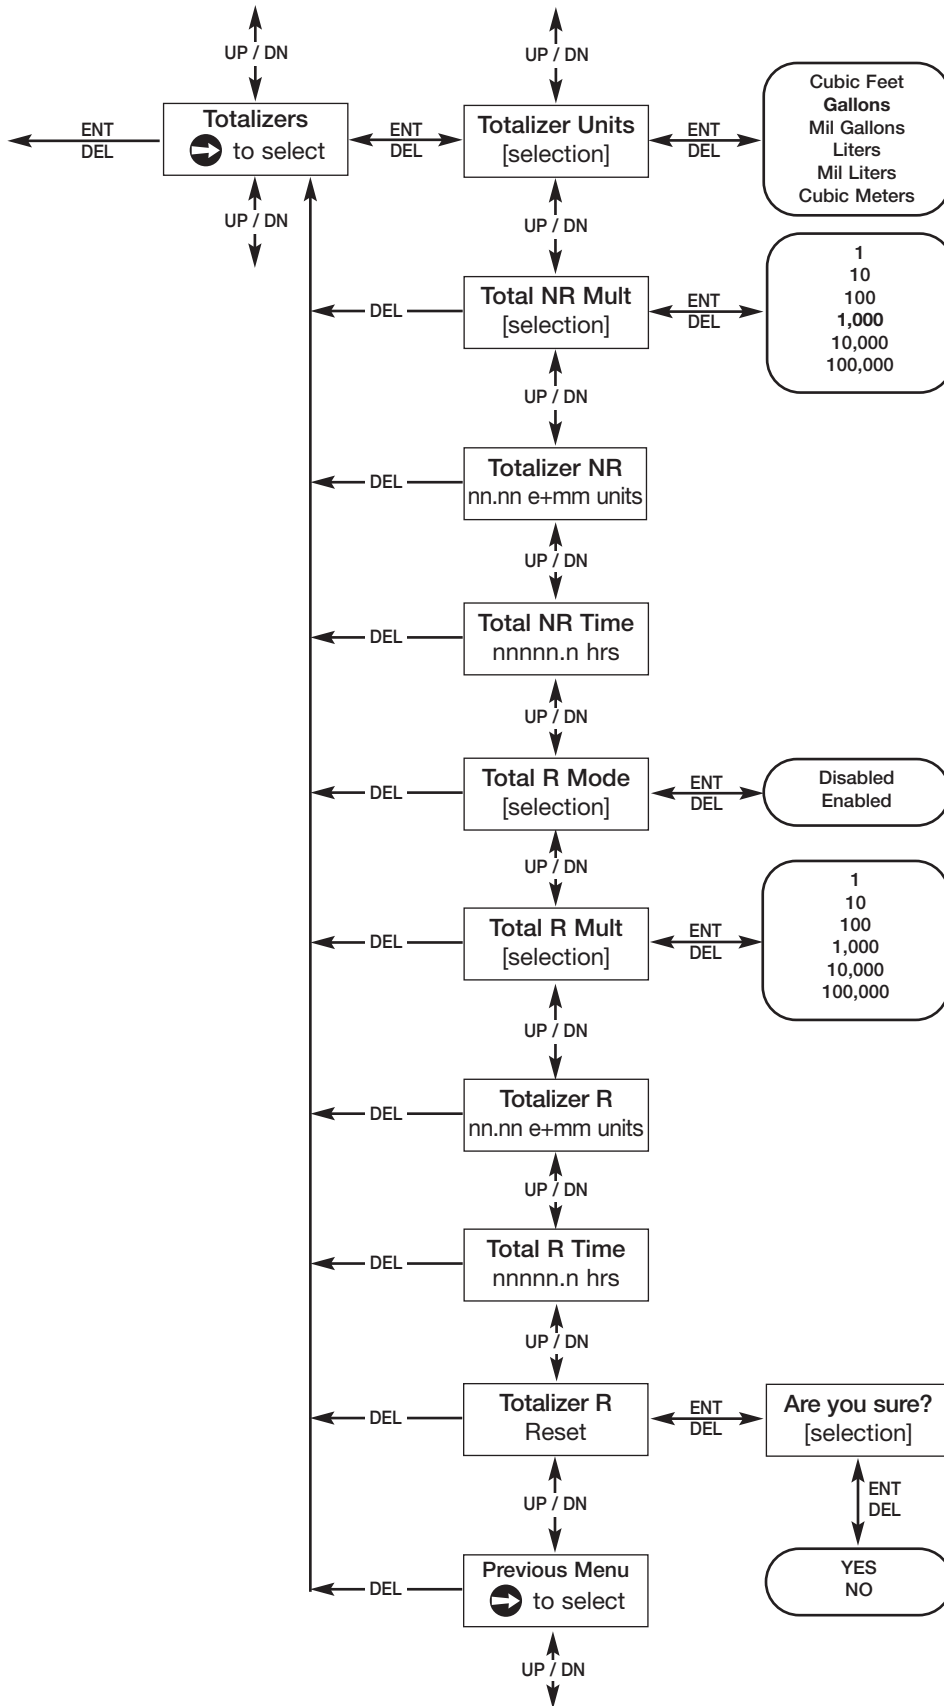 UP / DN
UP / DN
Totalizers
to select
ENT
DEL
ENT
DEL
Totalizer Units
[selection]
ENT
DEL
Cubic Feet
Gallons
Mil Gallons
Liters
Mil Liters
Cubic Meters
UP / DN
UP / DN
DEL
Total NR Mult
[selection]
ENT
DEL
1
10
100
1,000
10,000
100,000
UP / DN
DEL
Totalizer NR
nn.nn e+mm units
UP / DN
DEL
Total NR Time
nnnnn.n hrs
UP / DN
DEL
Total R Mode
[selection]
ENT
DEL
Disabled
Enabled
UP / DN
DEL
Total R Mult
[selection]
ENT
DEL
1
10
100
1,000
10,000
100,000
UP / DN
DEL
Totalizer R
nn.nn e+mm units
UP / DN
DEL
Total R Time
nnnnn.n hrs
UP / DN
DEL
Totalizer R
Reset
ENT
DEL
Are you sure?
[selection]
UP / DN
ENT
DEL
DEL
Previous Menu
to select
YES
NO
UP / DN